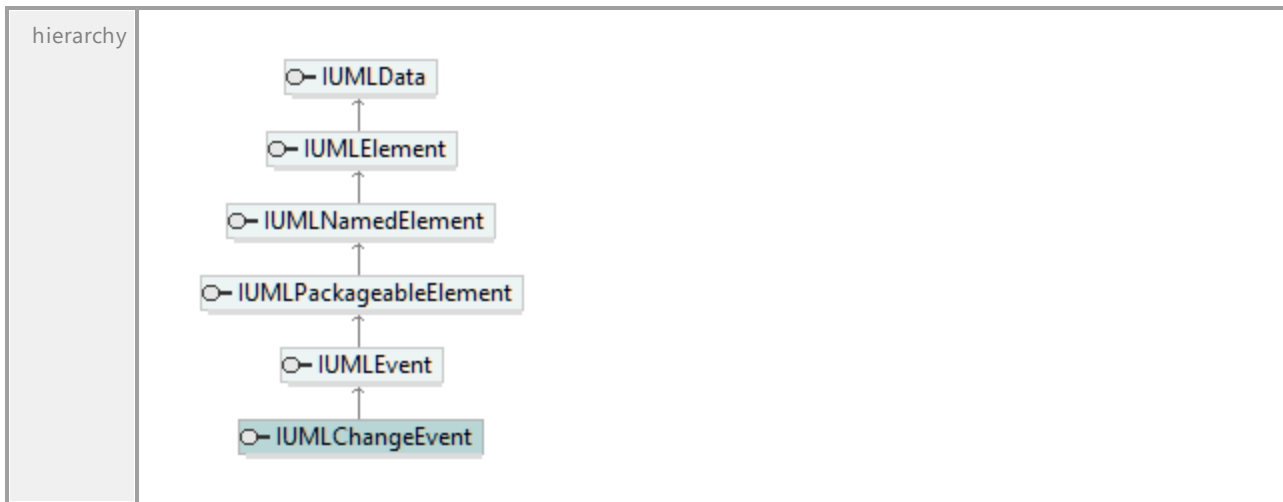 hierarchy
IUMLData
IUMLElement
IUMLNamedElement
IUMLPackageableElement
IUMLEvent
IUMLChangeEvent